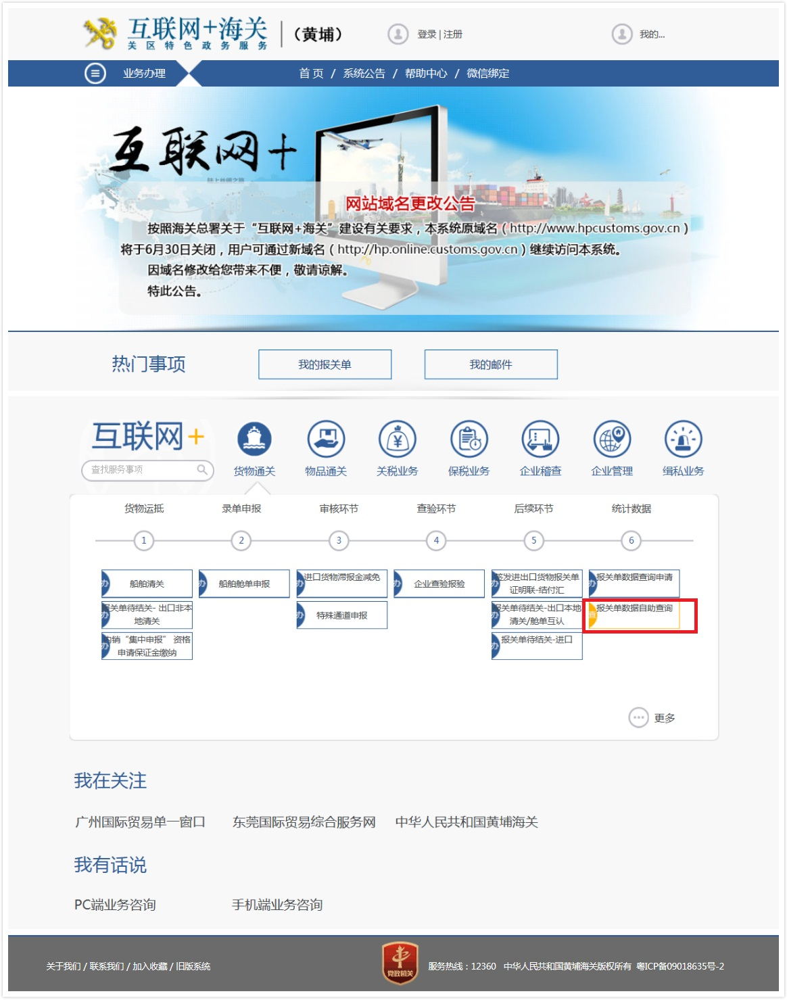 互联网+海关
关区特色政务服务
（黄埔）
登录 | 注册
我的...
业务办理
首 页 / 系统公告 / 帮助中心 / 微信绑定
互联网+
陆上丝绸之路
网站域名更改公告
按照海关总署关于“互联网+海关”建设有关要求，本系统原域名（http://www.hpcustoms.gov.cn）
将于6月30日关闭，用户可通过新域名（http://hp.online.customs.gov.cn）继续访问本系统。
因域名修改给您带来不便，敬请谅解。
特此公告。
热门事项
我的报关单
我的邮件
互联网+
查找服务事项
货物通关
物品通关
关税业务
保税业务
企业稽查
企业管理
缉私业务
货物运抵
录单申报
审核环节
查验环节
后续环节
统计数据
1
2
3
4
5
6
办 船舶清关
办 船舶舱单申报
办 进口货物滞报金减免
办 企业查验报验
办 签发进出口货物报关单
证明联-结付汇
办 报关单数据查询申请
办 报关单待结关- 出口非本
地清关
办 特殊通道申报
办 报关单待结关-出口本地
清关/舱单互认
查 报关单数据自助查询
办 内销“集中申报” 资格
申请保证金缴纳
办 报关单待结关-进口
更多
我在关注
广州国际贸易单一窗口
东莞国际贸易综合服务网
中华人民共和国黄埔海关
我有话说
PC端业务咨询
手机端业务咨询
关于我们 / 联系我们 / 加入收藏 / 旧版系统
党政机关
服务热线：12360 中华人民共和国黄埔海关版权所有 粤ICP备09018635号-2